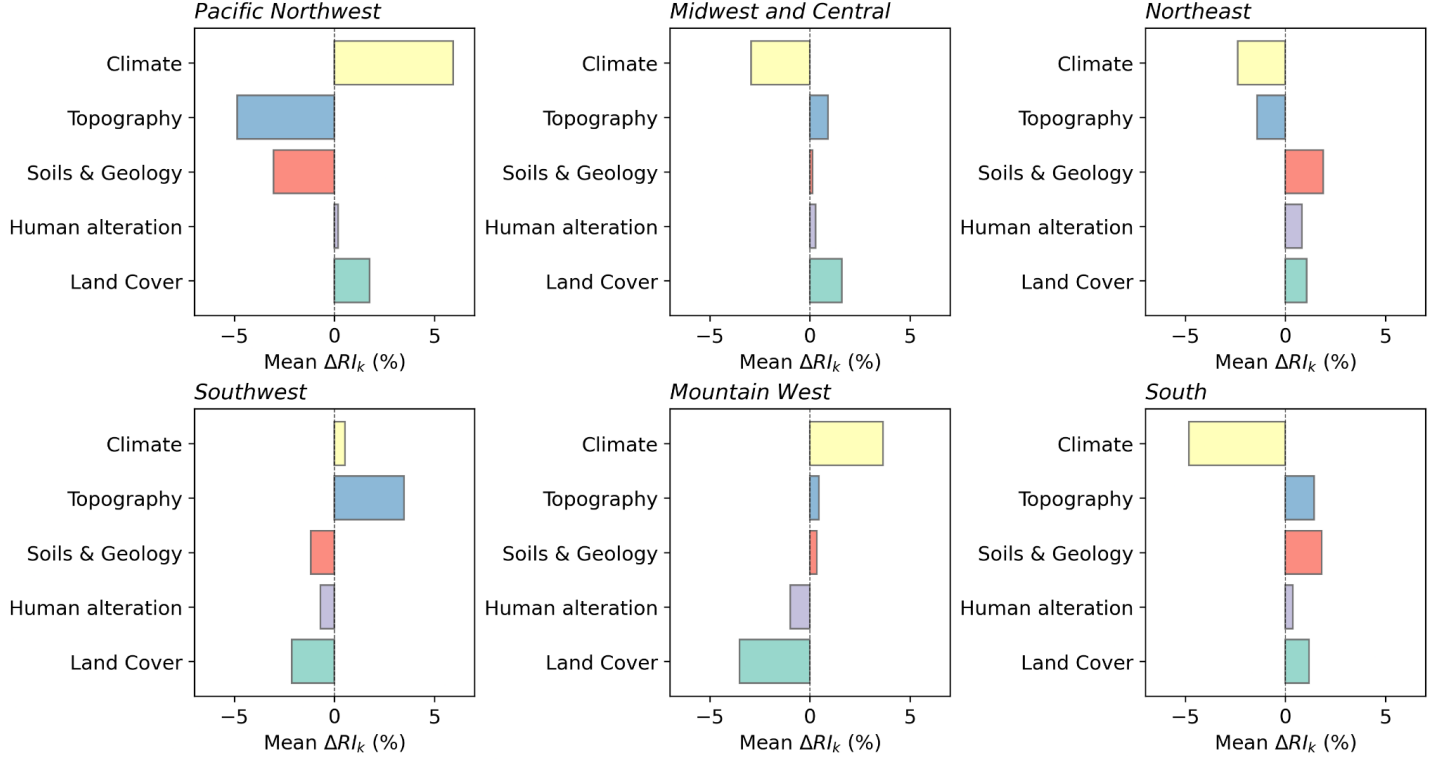 Pacific Northwest
Climate
Topography
Soils & Geology
Human alteration
Land Cover
−5 0 5
Mean ΔRIₖ (%)
Midwest and Central
Climate
Topography
Soils & Geology
Human alteration
Land Cover
−5 0 5
Mean ΔRIₖ (%)
Northeast
Climate
Topography
Soils & Geology
Human alteration
Land Cover
−5 0 5
Mean ΔRIₖ (%)
Southwest
Climate
Topography
Soils & Geology
Human alteration
Land Cover
−5 0 5
Mean ΔRIₖ (%)
Mountain West
Climate
Topography
Soils & Geology
Human alteration
Land Cover
−5 0 5
Mean ΔRIₖ (%)
South
Climate
Topography
Soils & Geology
Human alteration
Land Cover
−5 0 5
Mean ΔRIₖ (%)